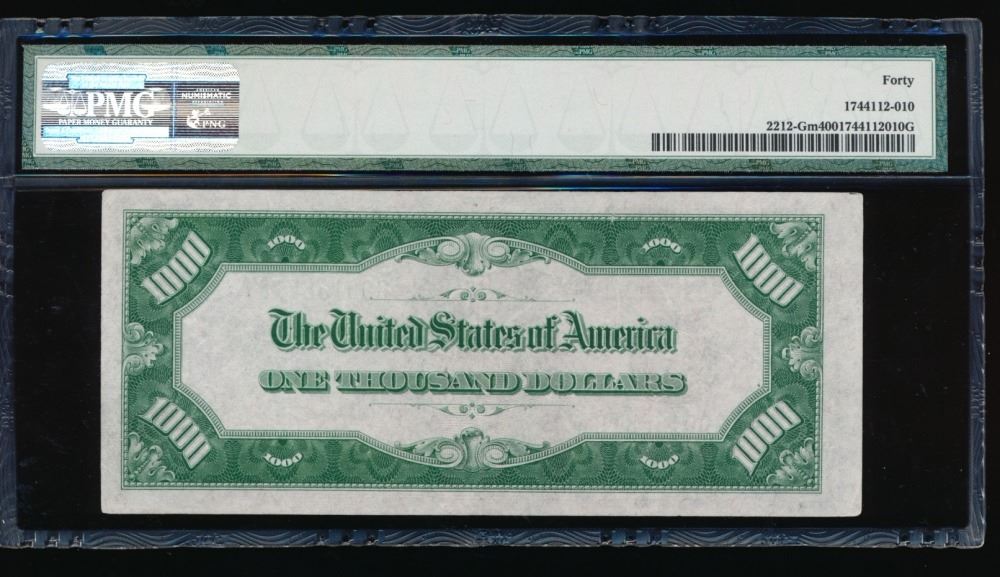 PMG
PAPER MONEY GUARANTY
NUMISMATIC
PNG
Forty
1744112-010
2212-Gm4001744112010G
1000 1000 1000 1000
The United States of America
ONE THOUSAND DOLLARS
1000 1000 1000 1000